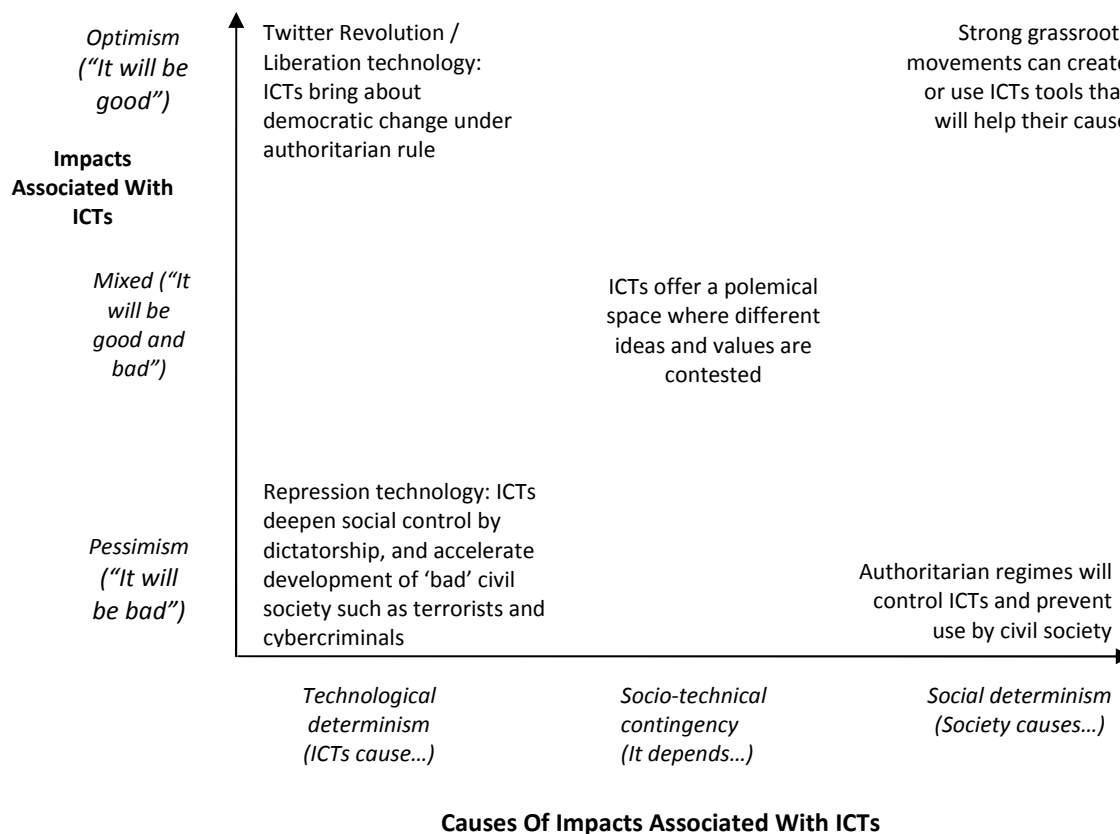 Optimism
("It will be
good")
Impacts
Associated With
ICTs
Mixed ("It
will be
good and
bad")
Pessimism
("It will
be bad")
Twitter Revolution /
Liberation technology:
ICTs bring about
democratic change under
authoritarian rule
Strong grassroot
movements can create
or use ICTs tools tha
will help their cause
ICTs offer a polemical
space where different
ideas and values are
contested
Repression technology: ICTs
deepen social control by
dictatorship, and accelerate
development of ‘bad’ civil
society such as terrorists and
cybercriminals
Authoritarian regimes will
control ICTs and prevent
use by civil society
Technological
determinism
(ICTs cause…)
Socio-technical
contingency
(It depends…)
Social determinism
(Society causes…)
Causes Of Impacts Associated With ICTs